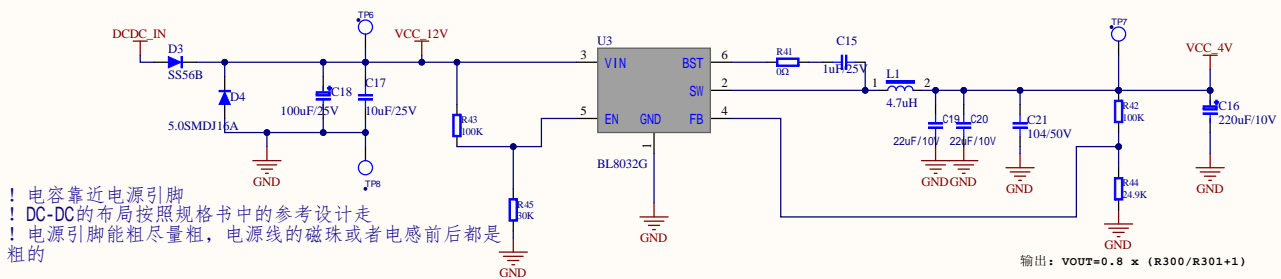 DCDC_IN
D3
SS56B
D4
5.0SMDJ16A
TP6
VCC_12V
C18
100uF/25V
C17
10uF/25V
GND
TP8
R43
100K
R45
30K
GND
U3
3
VIN
5
EN
GND
1
BST
6
SW
2
FB
4
BL8032G
GND
R41
0Ω
C15
1uF/25V
L1
1
2
4.7uH
C19
22uF/10V
GND
C20
22uF/10V
GND
C21
104/50V
GND
TP7
R42
100K
R44
24.9K
GND
VCC_4V
C16
220uF/10V
GND
! 电容靠近电源引脚
! DC-DC的布局按照规格书中的参考设计走
! 电源引脚能粗尽量粗，电源线的磁珠或者电感前后都是
粗的
输出: VOUT=0.8 x (R300/R301+1)